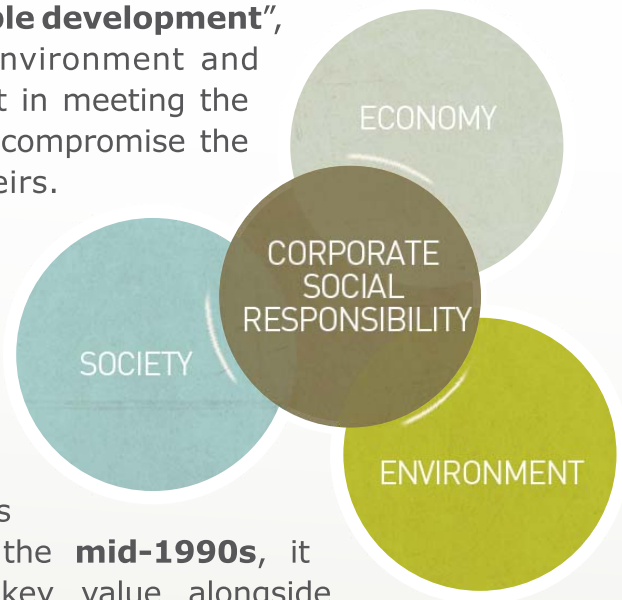 ple development”,
nvironment and
t in meeting the
compromise the
eirs.
ECONOMY
CORPORATE
SOCIAL
RESPONSIBILITY
SOCIETY
ENVIRONMENT
s
the mid-1990s, it
key value alongside